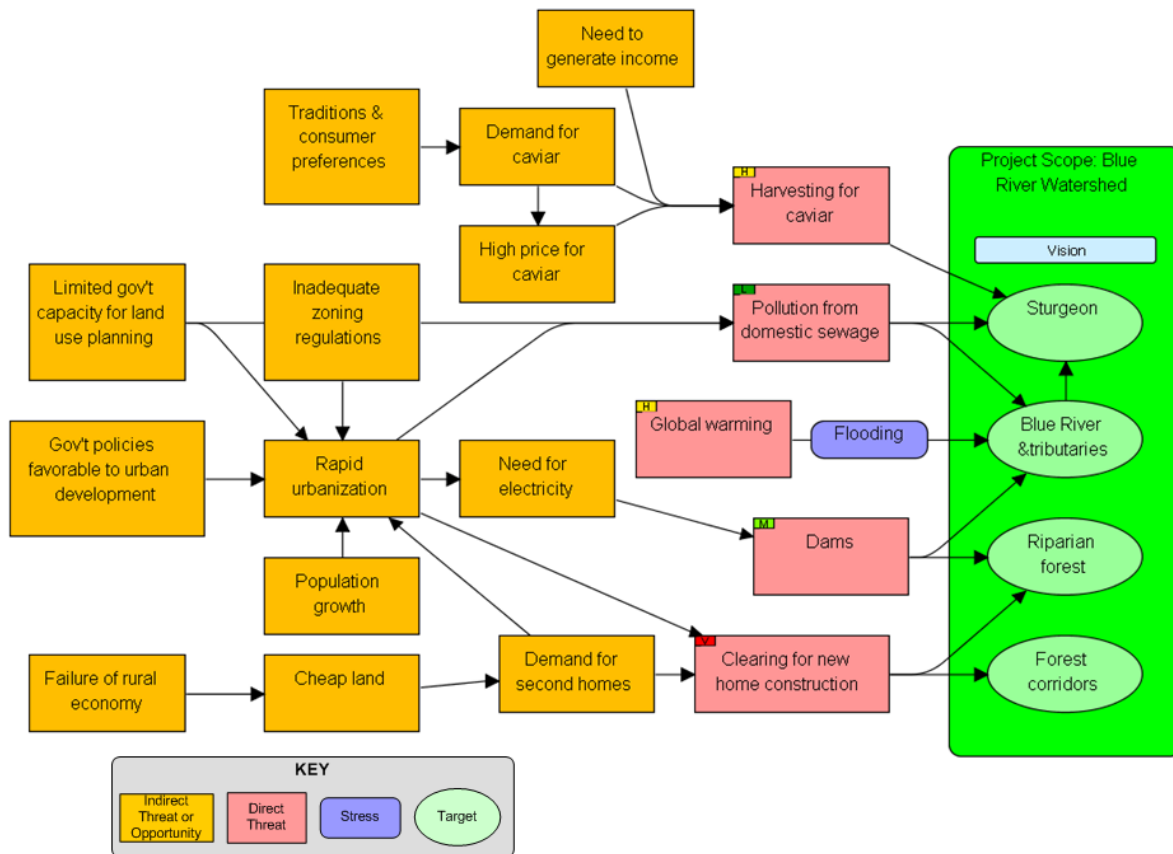 Need to
generate income
Traditions &
consumer
preferences
Demand for
caviar
High price for
caviar
H
Harvesting for
caviar
Project Scope: Blue
River Watershed
Vision
Limited gov't
capacity for land
use planning
Inadequate
zoning
regulations
L
Pollution from
domestic sewage
Sturgeon
Gov't policies
favorable to urban
development
Rapid
urbanization
Need for
electricity
H
Global warming
Flooding
Blue River
&tributaries
M
Dams
Riparian
forest
Population
growth
Failure of rural
economy
Cheap land
Demand for
second homes
V
Clearing for new
home construction
Forest
corridors
KEY
Indirect
Threat or
Opportunity
Direct
Threat
Stress
Target